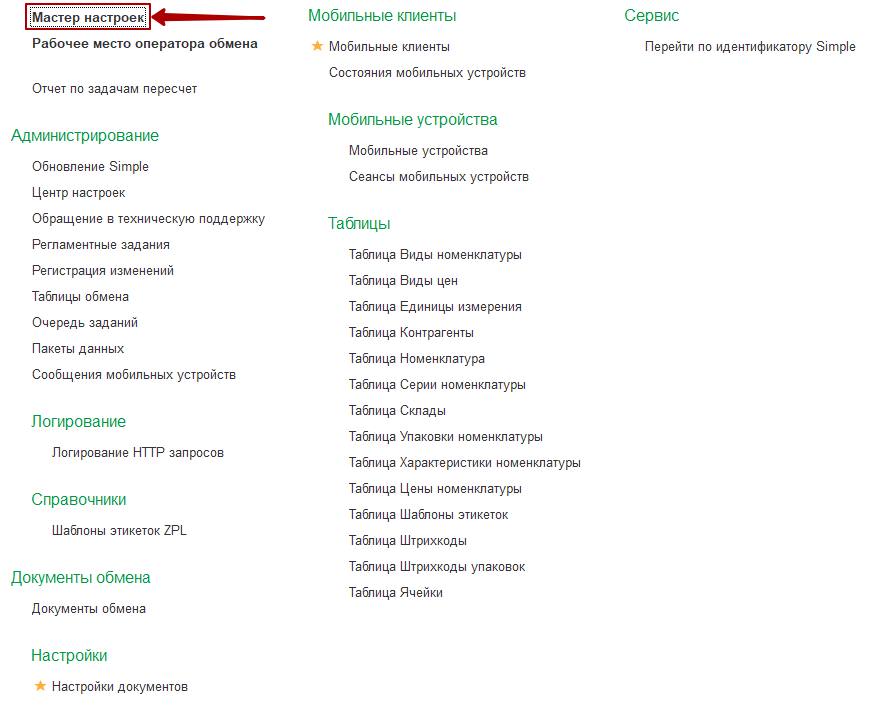 Мастер настроек
Рабочее место оператора обмена
Отчет по задачам пересчет
Администрирование
Обновление Simple
Центр настроек
Обращение в техническую поддержку
Регламентные задания
Регистрация изменений
Таблицы обмена
Очередь заданий
Пакеты данных
Сообщения мобильных устройств
Логирование
Логирование HTTP запросов
Справочники
Шаблоны этикеток ZPL
Документы обмена
Документы обмена
Настройки
Настройки документов
Мобильные клиенты
Мобильные клиенты
Состояния мобильных устройств
Мобильные устройства
Мобильные устройства
Сеансы мобильных устройств
Таблицы
Таблица Виды номенклатуры
Таблица Виды цен
Таблица Единицы измерения
Таблица Контрагенты
Таблица Номенклатура
Таблица Серии номенклатуры
Таблица Склады
Таблица Упаковки номенклатуры
Таблица Характеристики номенклатуры
Таблица Цены номенклатуры
Таблица Шаблоны этикеток
Таблица Штрихкоды
Таблица Штрихкоды упаковок
Таблица Ячейки
Сервис
Перейти по идентификатору Simple